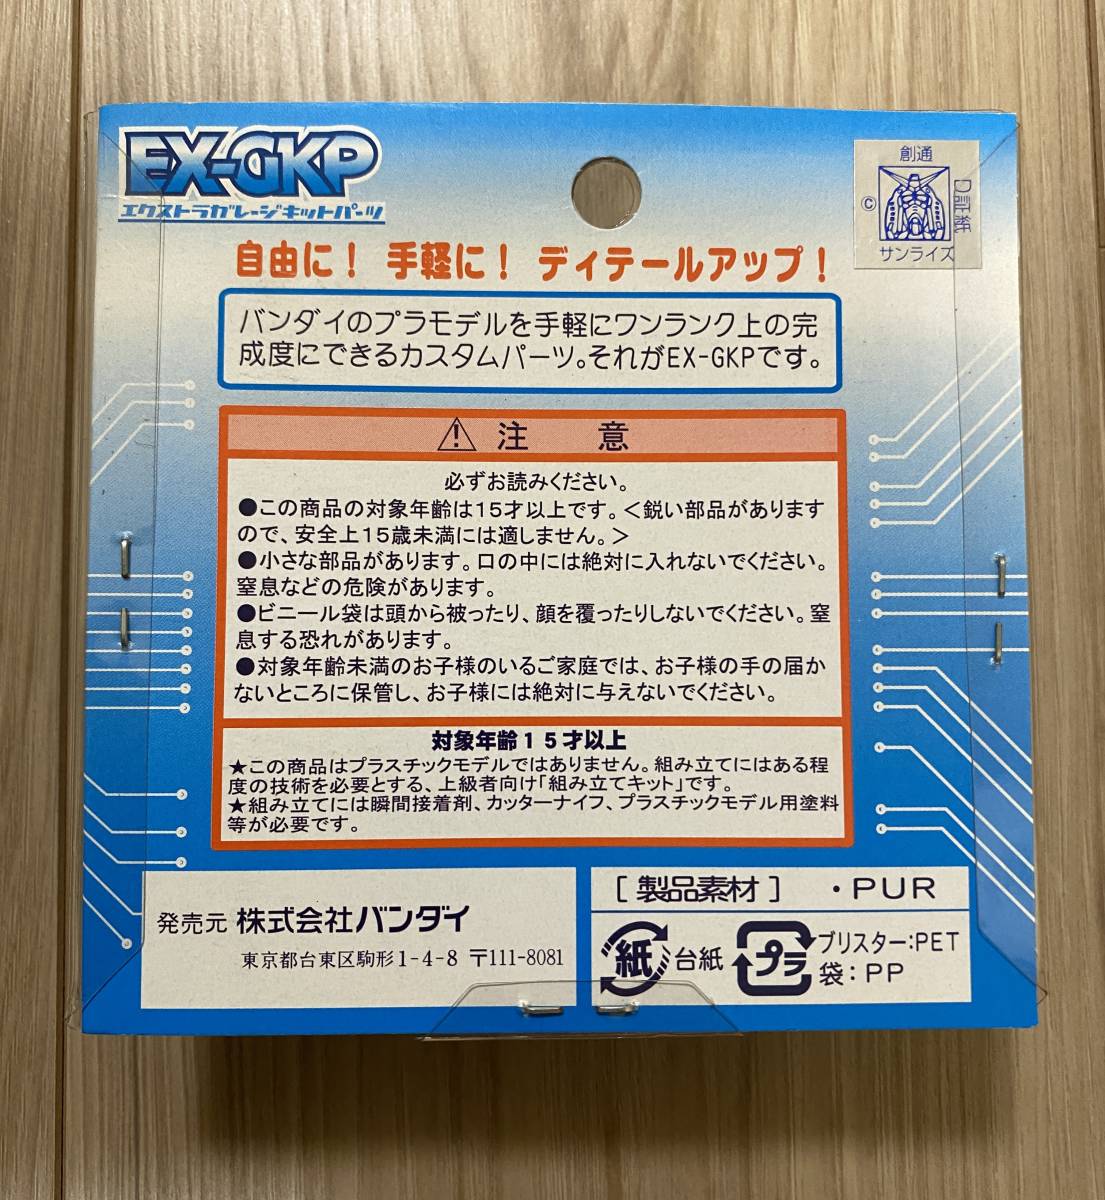 EX-GKP
エクストラガレージキットパーツ
創通
©
D証紙
サンライズ
自由に！ 手軽に！ ディテールアップ！
バンダイのプラモデルを手軽にワンランク上の完
成度にできるカスタムパーツ。それがEX-GKPです。
⚠ 注 意
必ずお読みください。
●この商品の対象年齢は15才以上です。＜鋭い部品があります
ので、安全上15歳未満には適しません。＞
●小さな部品があります。口の中には絶対に入れないでください。
窒息などの危険があります。
●ビニール袋は頭から被ったり、顔を覆ったりしないでください。窒
息する恐れがあります。
●対象年齢未満のお子様のいるご家庭では、お子様の手の届か
ないところに保管し、お子様には絶対に与えないでください。
対象年齢15才以上
★この商品はプラスチックモデルではありません。組み立てにはある程
度の技術を必要とする、上級者向け「組み立てキット」です。
★組み立てには瞬間接着剤、カッターナイフ、プラスチックモデル用塗料
等が必要です。
発売元 株式会社バンダイ
東京都台東区駒形1-4-8 〒111-8081
［製品素材］ ・PUR
紙 台紙
プラ ブリスター：PET
袋：PP